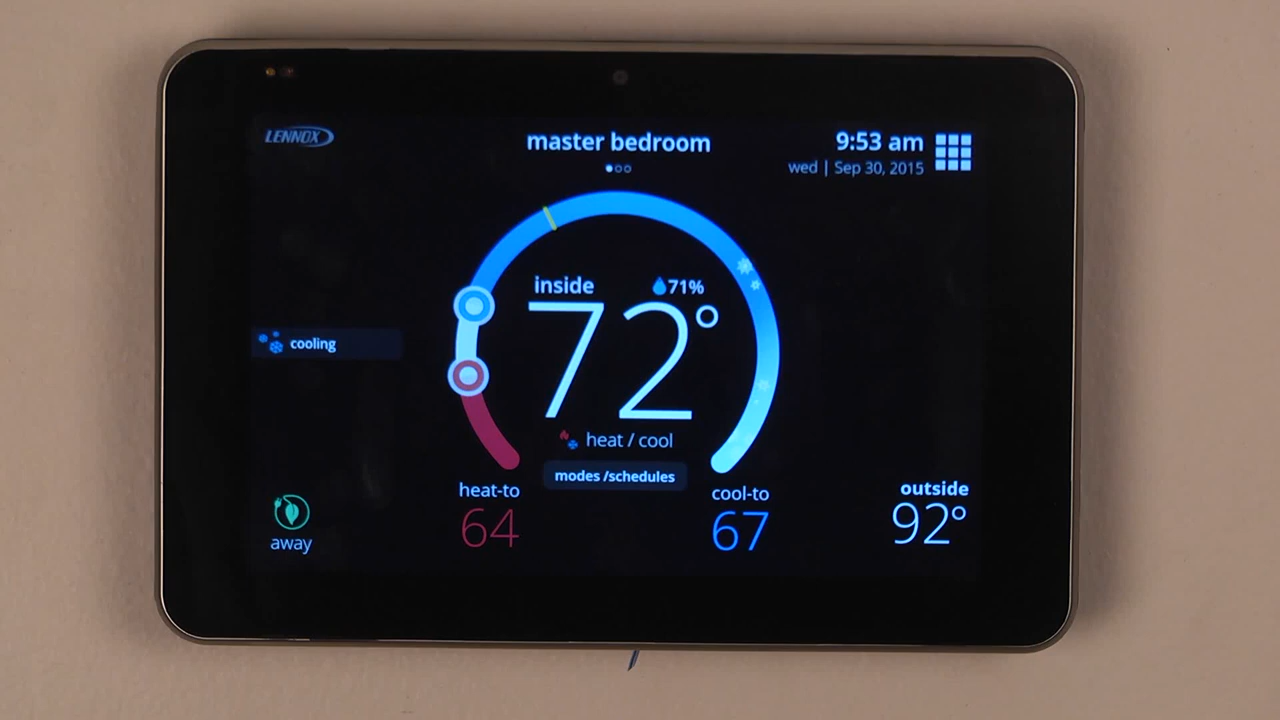 LENNOX
master bedroom
9:53 am
wed | Sep 30, 2015
inside
71%
72°
cooling
heat / cool
modes /schedules
heat-to
64
cool-to
67
outside
92°
away